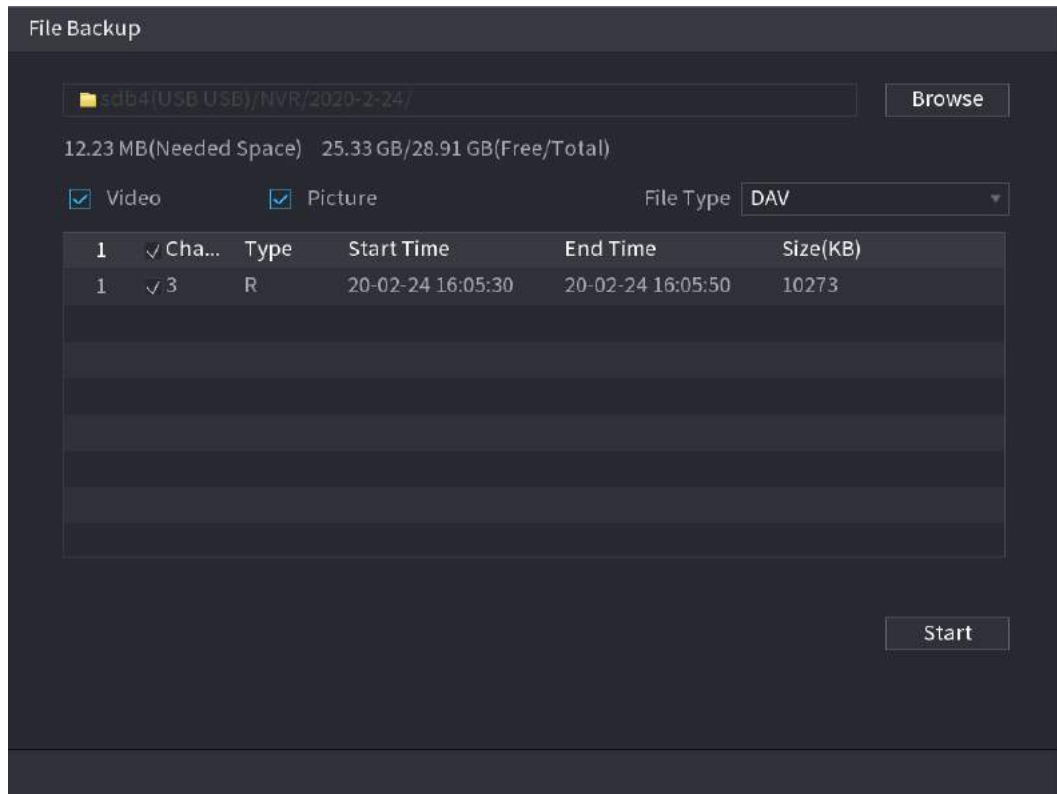 File Backup
sdb4(USB USB)/NVR/2020-2-24/ Browse
12.23 MB(Needed Space) 25.33 GB/28.91 GB(Free/Total)
Video Picture File Type DAV
1 Cha... Type Start Time End Time Size(KB)
1 3 R 20-02-24 16:05:30 20-02-24 16:05:50 10273
Start